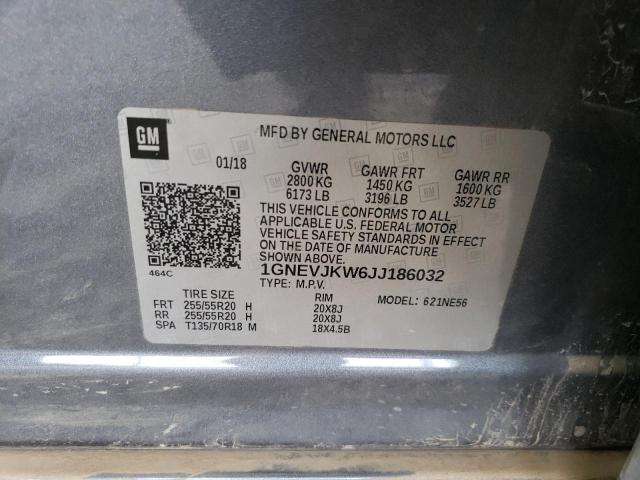 GM
MFD BY GENERAL MOTORS LLC
01/18 GVWR GAWR FRT GAWR RR
2800 KG 1450 KG 1600 KG
6173 LB 3196 LB 3527 LB
THIS VEHICLE CONFORMS TO ALL
APPLICABLE U.S. FEDERAL MOTOR
VEHICLE SAFETY STANDARDS IN EFFECT
ON THE DATE OF MANUFACTURE
SHOWN ABOVE.
464C
1GNEVJKW6JJ186032
TYPE: M.P.V.
TIRE SIZE RIM MODEL: 621NE56
FRT 255/55R20 H 20X8J
RR 255/55R20 H 20X8J
SPA T135/70R18 M 18X4.5B